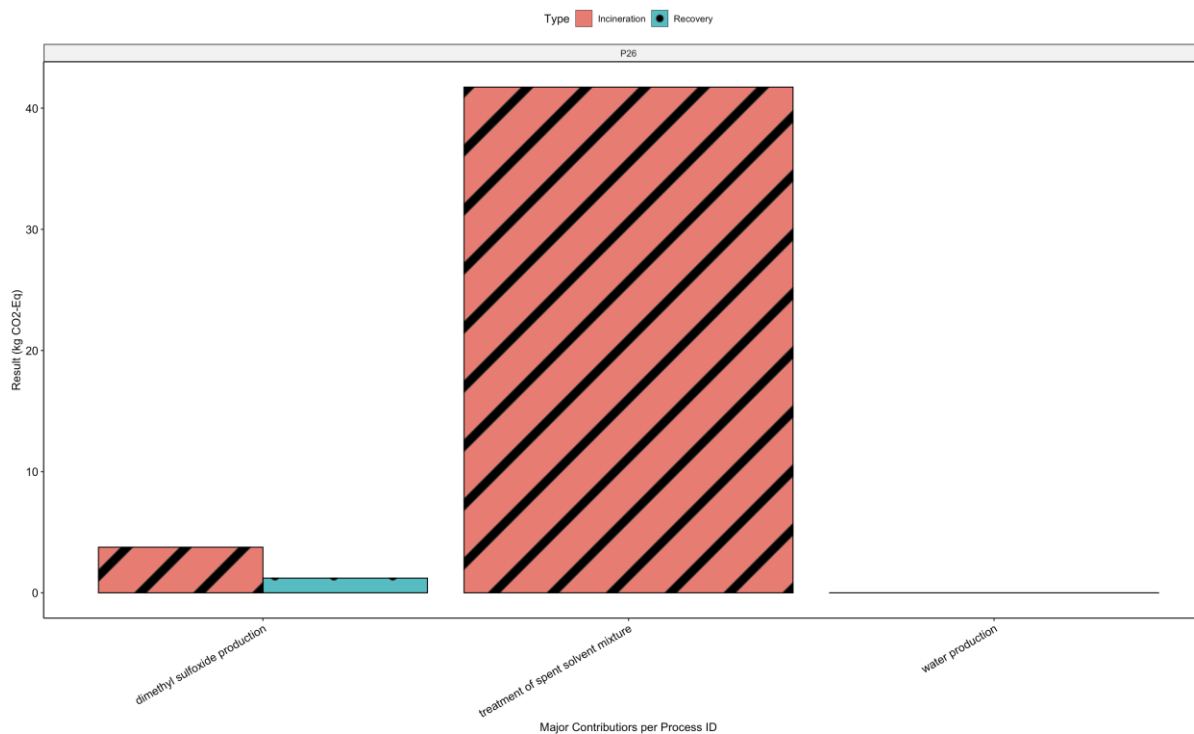 Type Incineration Recovery
P26
Result (kg CO2-Eq)
40
30
20
10
0
dimethyl sulfoxide production
treatment of spent solvent mixture
water production
Major Contributiors per Process ID